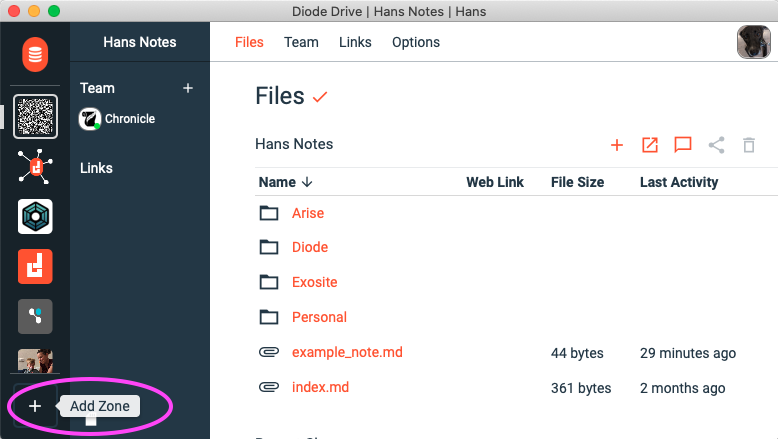 Diode Drive | Hans Notes | Hans
Hans Notes
Files Team Links Options
Team +
Chronicle
Links
Files
Hans Notes
Name Web Link File Size Last Activity
Arise
Diode
Exosite
Personal
example_note.md 44 bytes 29 minutes ago
index.md 361 bytes 2 months ago
+ Add Zone